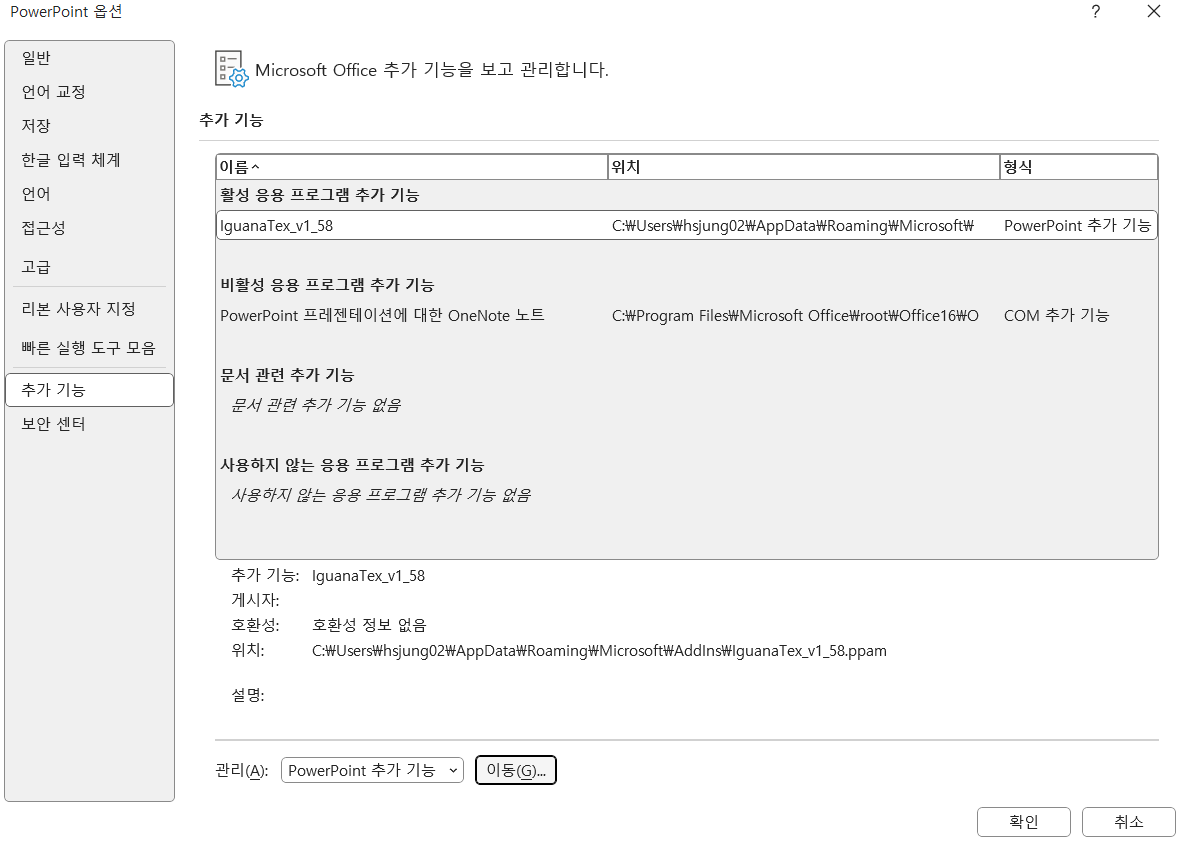 PowerPoint 옵션
?
일반
언어 교정
저장
한글 입력 체계
언어
접근성
고급
리본 사용자 지정
빠른 실행 도구 모음
추가 기능
보안 센터
Microsoft Office 추가 기능을 보고 관리합니다.
추가 기능
이름 위치 형식
활성 응용 프로그램 추가 기능
IguanaTex_v1_58 C:₩Users₩hsjung02₩AppData₩Roaming₩Microsoft₩ PowerPoint 추가 기능
비활성 응용 프로그램 추가 기능
PowerPoint 프레젠테이션에 대한 OneNote 노트 C:₩Program Files₩Microsoft Office₩root₩Office16₩O COM 추가 기능
문서 관련 추가 기능
문서 관련 추가 기능 없음
사용하지 않는 응용 프로그램 추가 기능
사용하지 않는 응용 프로그램 추가 기능 없음
추가 기능: IguanaTex_v1_58
게시자:
호환성: 호환성 정보 없음
위치: C:₩Users₩hsjung02₩AppData₩Roaming₩Microsoft₩AddIns₩IguanaTex_v1_58.ppam
설명:
관리(A): PowerPoint 추가 기능 이동(G)...
확인 취소